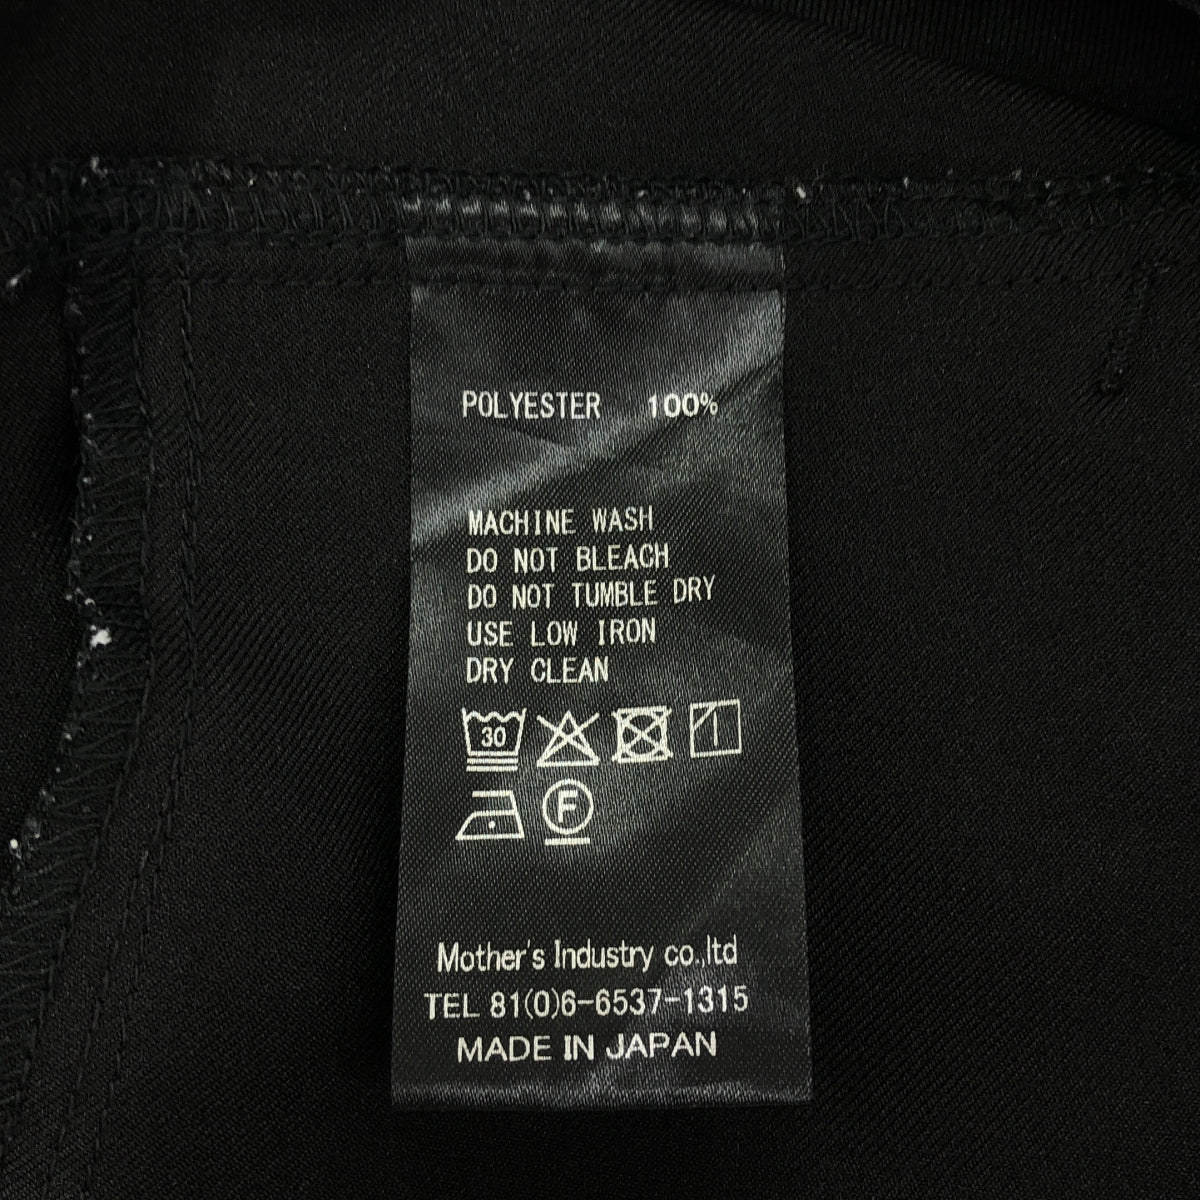 POLYESTER 100%
MACHINE WASH
DO NOT BLEACH
DO NOT TUMBLE DRY
USE LOW IRON
DRY CLEAN
30
F
Mother's Industry co.,ltd
TEL 81(0)6-6537-1315
MADE IN JAPAN